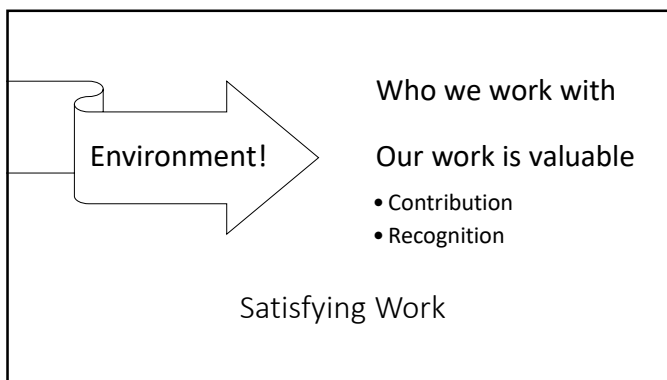 Environment!
Who we work with
Our work is valuable
• Contribution
• Recognition
Satisfying Work